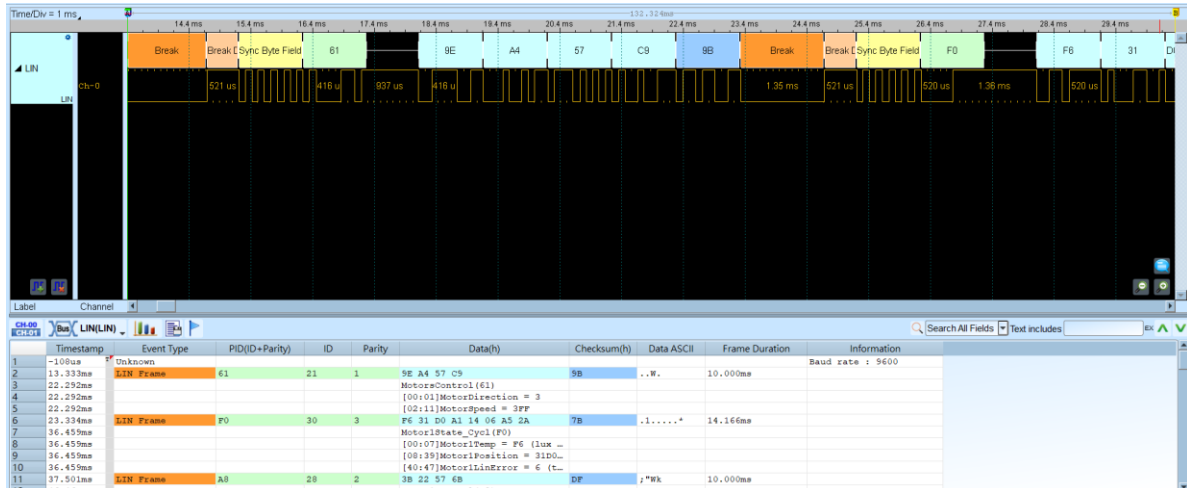 Time/Div = 1 ms
132.324ms
14.4 ms 15.4 ms 16.4 ms 17.4 ms 18.4 ms 19.4 ms 20.4 ms 21.4 ms 22.4 ms 23.4 ms 24.4 ms 25.4 ms 26.4 ms 27.4 ms 28.4 ms 29.4 ms
Break Break D Sync Byte Field 61 9E A4 57 C9 9B Break Break D Sync Byte Field F0 F6 31 D0
LIN
Ch-0 521 us 416 u 937 us 416 u 1.35 ms 521 us 520 us 1.36 ms 520 us
LIN
Label Channel
CH-00
CH-01 Bus LIN(LIN) Search All Fields Text includes EX
Timestamp Event Type PID(ID+Parity) ID Parity Data(h) Checksum(h) Data ASCII Frame Duration Information
1 -108us Unknown Baud rate : 9600
2 13.333ms LIN Frame 61 21 1 9E A4 57 C9 9B ..W. 10.000ms
3 22.292ms MotorsControl(61)
4 22.292ms [00:01]MotorDirection = 3
5 22.292ms [02:11]MotorSpeed = 3FF
6 23.334ms LIN Frame F0 30 3 F6 31 D0 A1 14 06 A5 2A 7B .1.....* 14.166ms
7 36.459ms Motor1State_Cycl(F0)
8 36.459ms [00:07]Motor1Temp = F6 (lux …
9 36.459ms [08:39]Motor1Position = 31D0…
10 36.459ms [40:47]Motor1LinError = 6 (t…
11 37.501ms LIN Frame A8 28 2 3B 22 57 6B DF ;"Wk 10.000ms